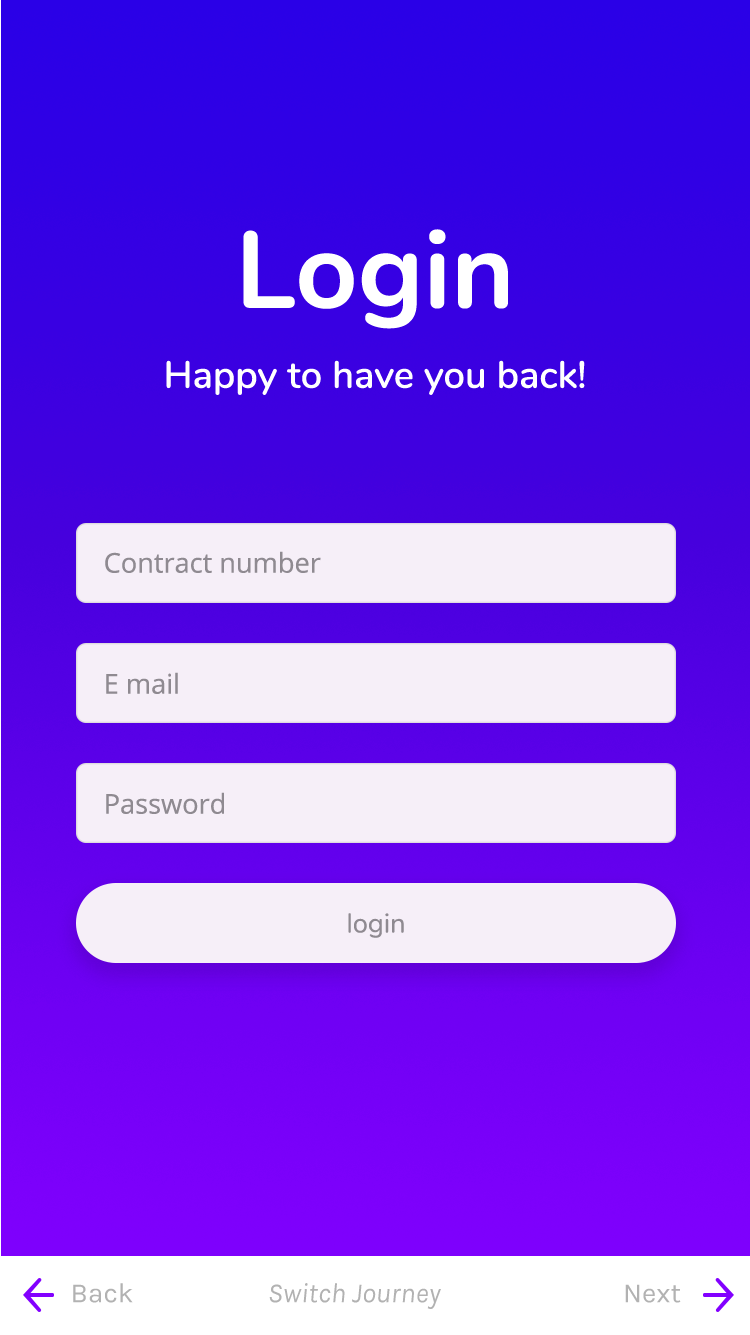 Login
Happy to have you back!
Contract number
E mail
Password
login
Back Switch Journey Next